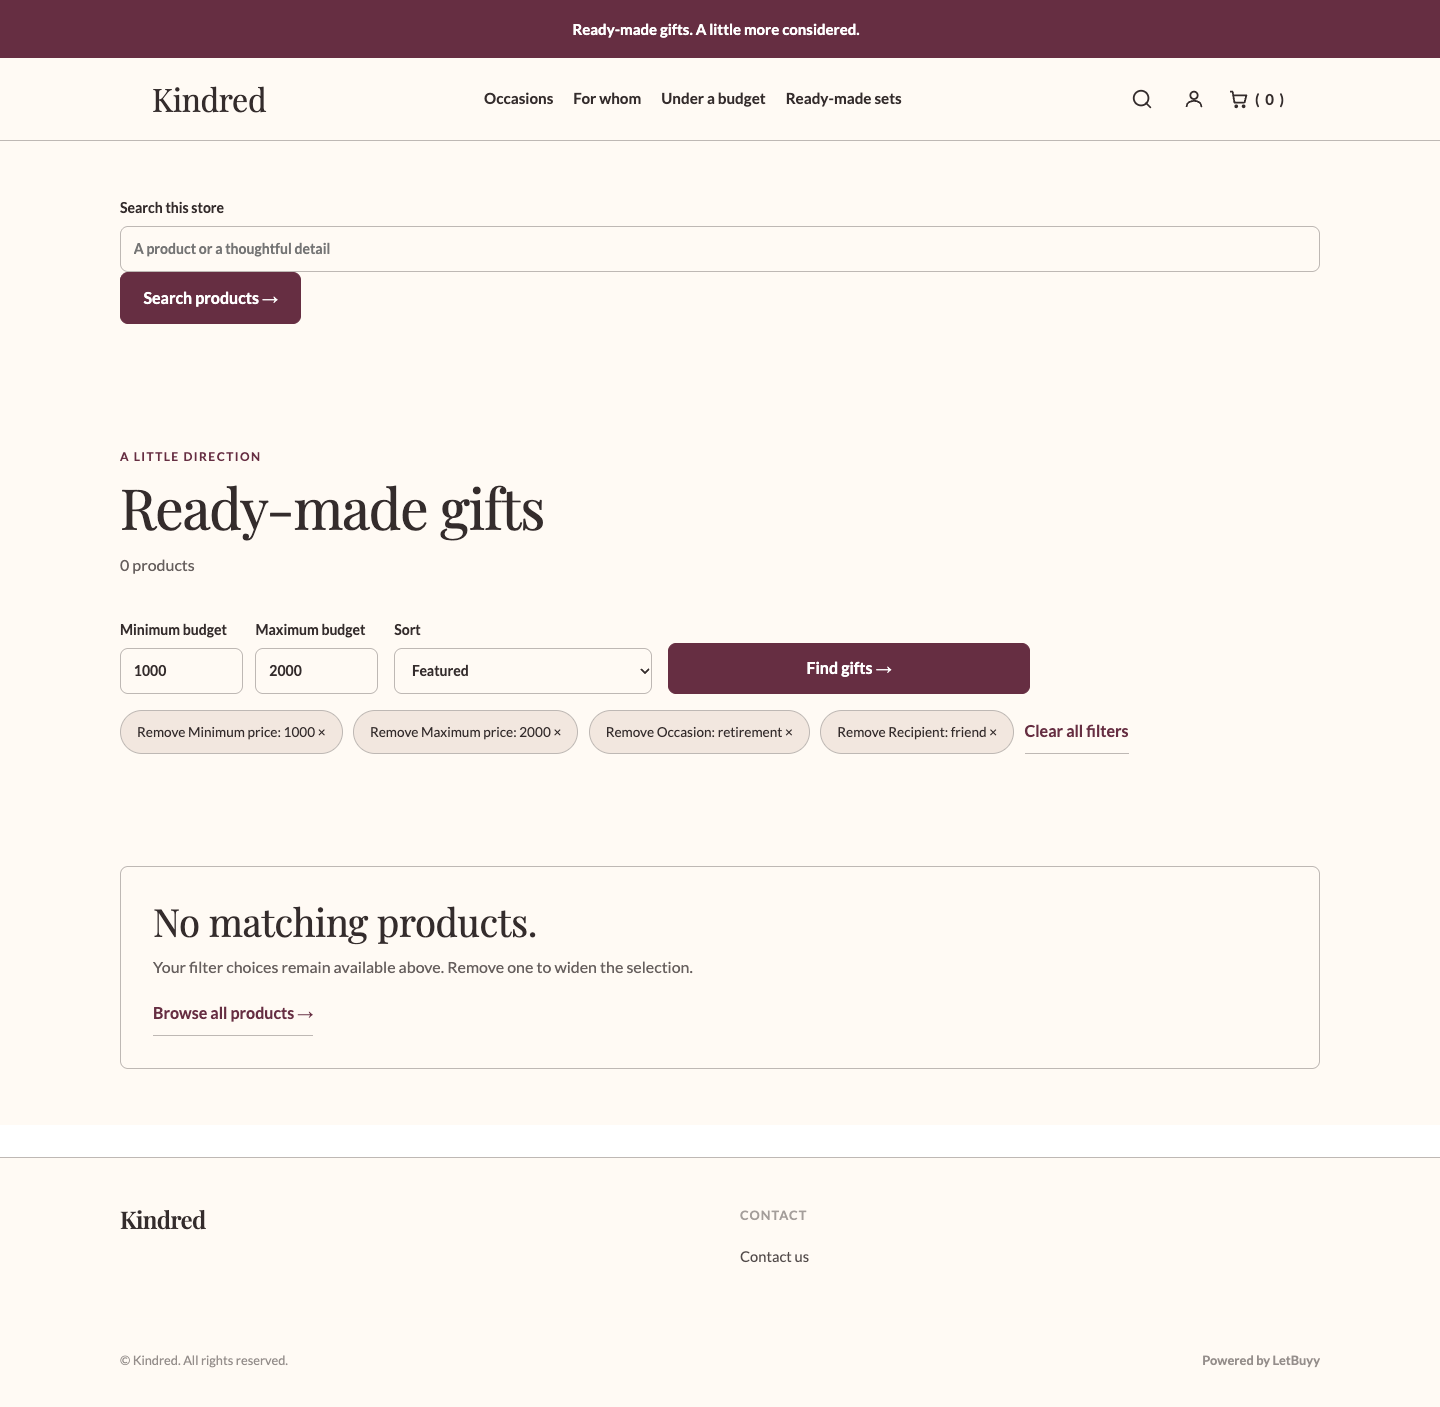 Ready-made gifts. A little more considered.
Kindred
Occasions For whom Under a budget Ready-made sets
( 0 )
Search this store
A product or a thoughtful detail
Search products →
A LITTLE DIRECTION
Ready-made gifts
0 products
Minimum budget Maximum budget Sort
1000 2000 Featured Find gifts →
Remove Minimum price: 1000 × Remove Maximum price: 2000 × Remove Occasion: retirement × Remove Recipient: friend × Clear all filters
No matching products.
Your filter choices remain available above. Remove one to widen the selection.
Browse all products →
Kindred
CONTACT
Contact us
© Kindred. All rights reserved.
Powered by LetBuyy